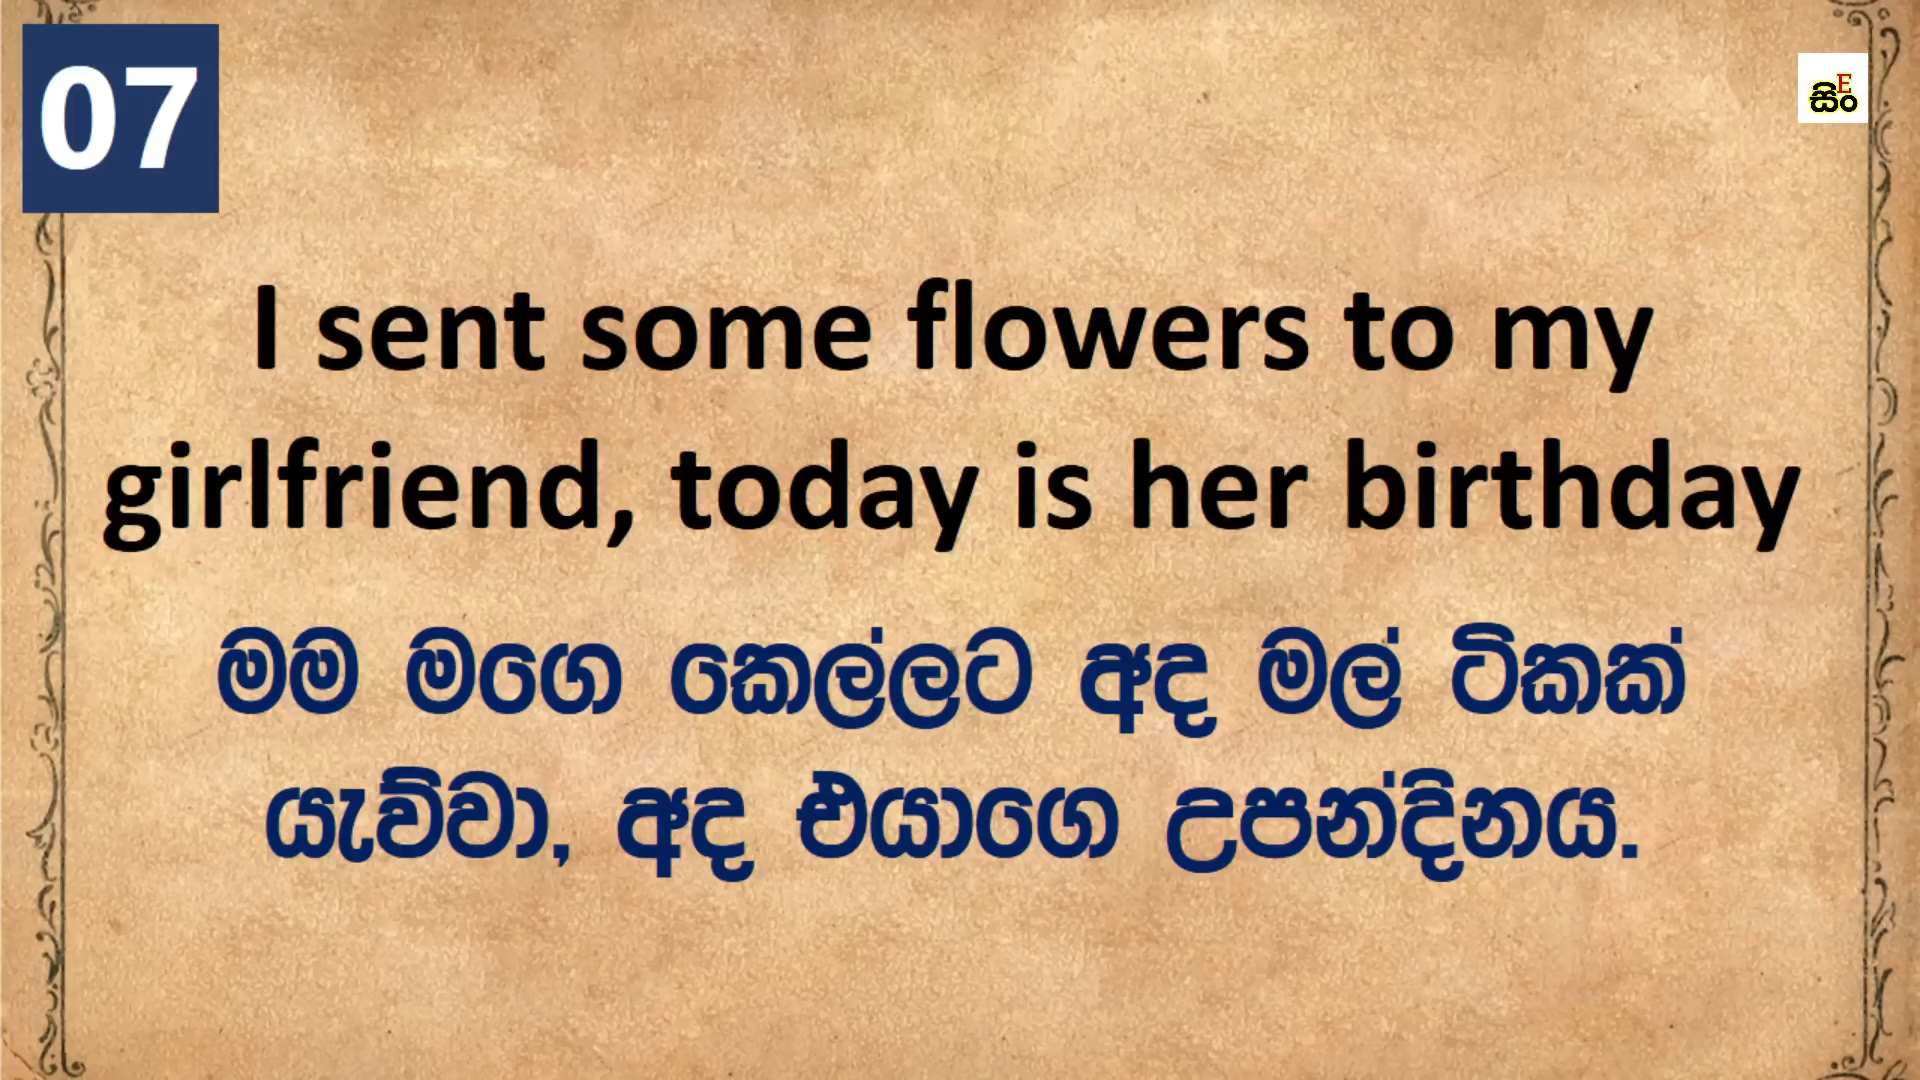 07
E
සිං
I sent some flowers to my
girlfriend, today is her birthday
මම මගෙ කෙල්ලට අද මල් ටිකක්
යැව්වා, අද එයාගෙ උපන්දිනය.